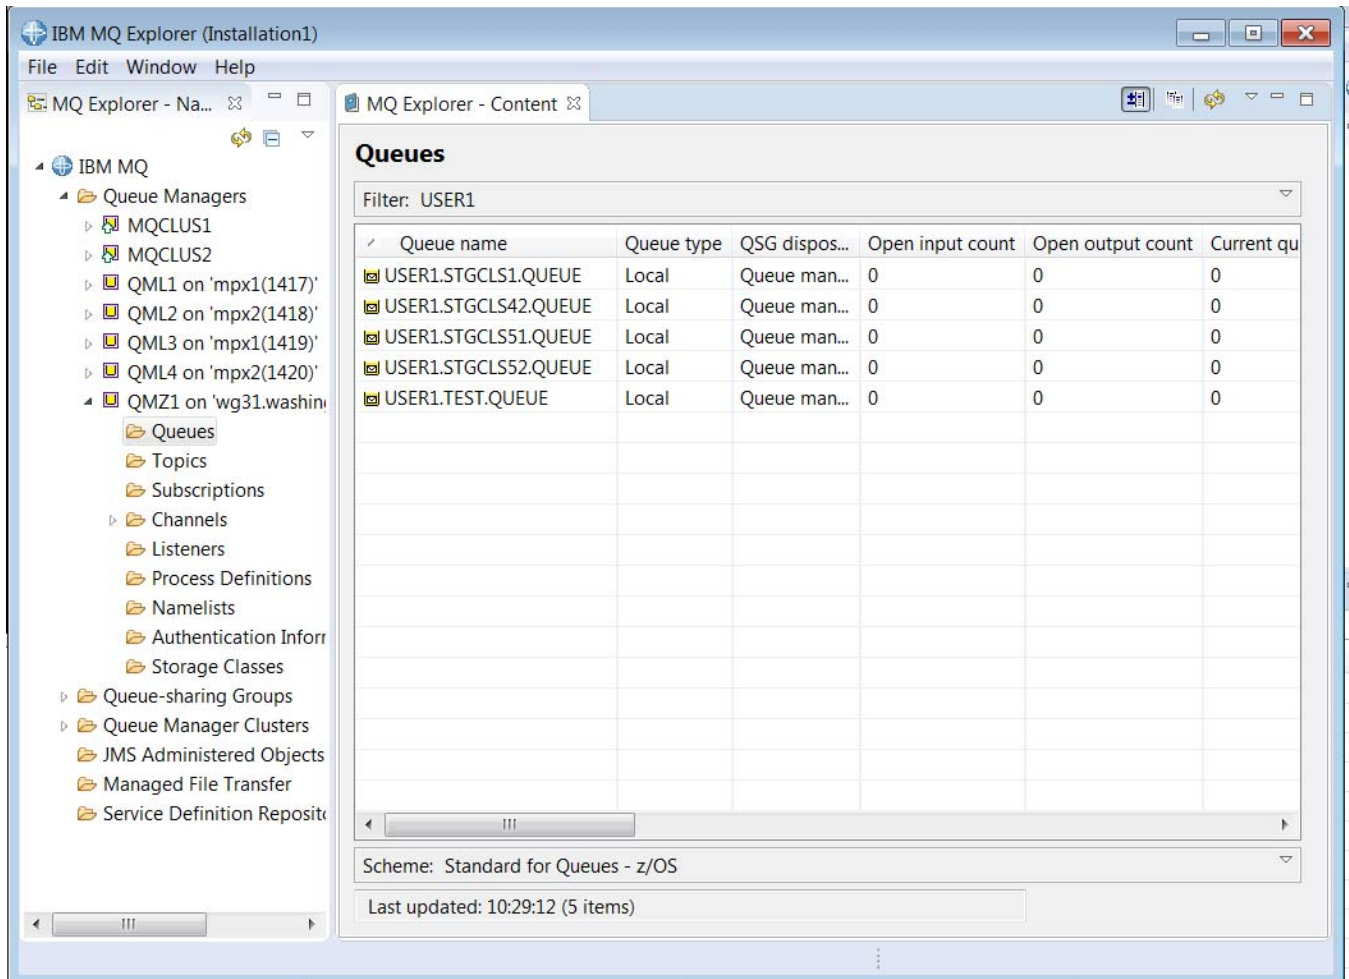 IBM MQ Explorer (Installation1)
File Edit Window Help
MQ Explorer - Na...
IBM MQ
Queue Managers
MQCLUS1
MQCLUS2
QML1 on 'mpx1(1417)'
QML2 on 'mpx2(1418)'
QML3 on 'mpx1(1419)'
QML4 on 'mpx2(1420)'
QMZ1 on 'wg31.washin
Queues
Topics
Subscriptions
Channels
Listeners
Process Definitions
Namelists
Authentication Infor
Storage Classes
Queue-sharing Groups
Queue Manager Clusters
JMS Administered Objects
Managed File Transfer
Service Definition Reposit
MQ Explorer - Content
Queues
Filter: USER1
Queue name Queue type QSG dispos... Open input count Open output count Current qu
USER1.STGCLS1.QUEUE Local Queue man... 0 0 0
USER1.STGCLS42.QUEUE Local Queue man... 0 0 0
USER1.STGCLS51.QUEUE Local Queue man... 0 0 0
USER1.STGCLS52.QUEUE Local Queue man... 0 0 0
USER1.TEST.QUEUE Local Queue man... 0 0 0
Scheme: Standard for Queues - z/OS
Last updated: 10:29:12 (5 items)